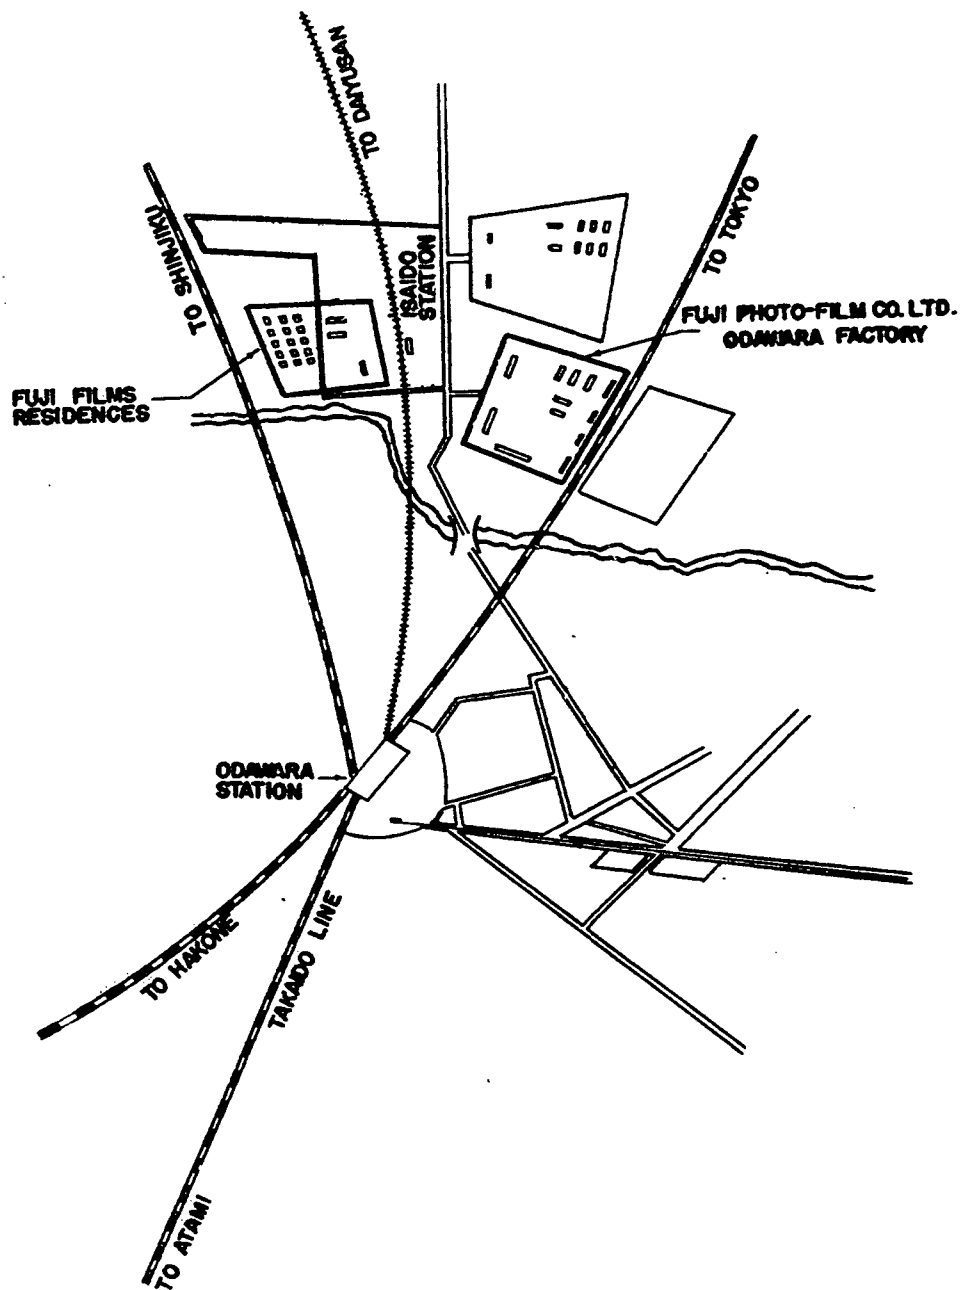 TO DAIYUSAN
TO SHINJIKU
ISAIDO
STATION
TO TOKYO
FUJI PHOTO-FILM CO. LTD.
ODAWARA FACTORY
FUJI FILMS
RESIDENCES
ODAWARA
STATION
TO HAKONE
TAKAIDO LINE
TO ATAMI